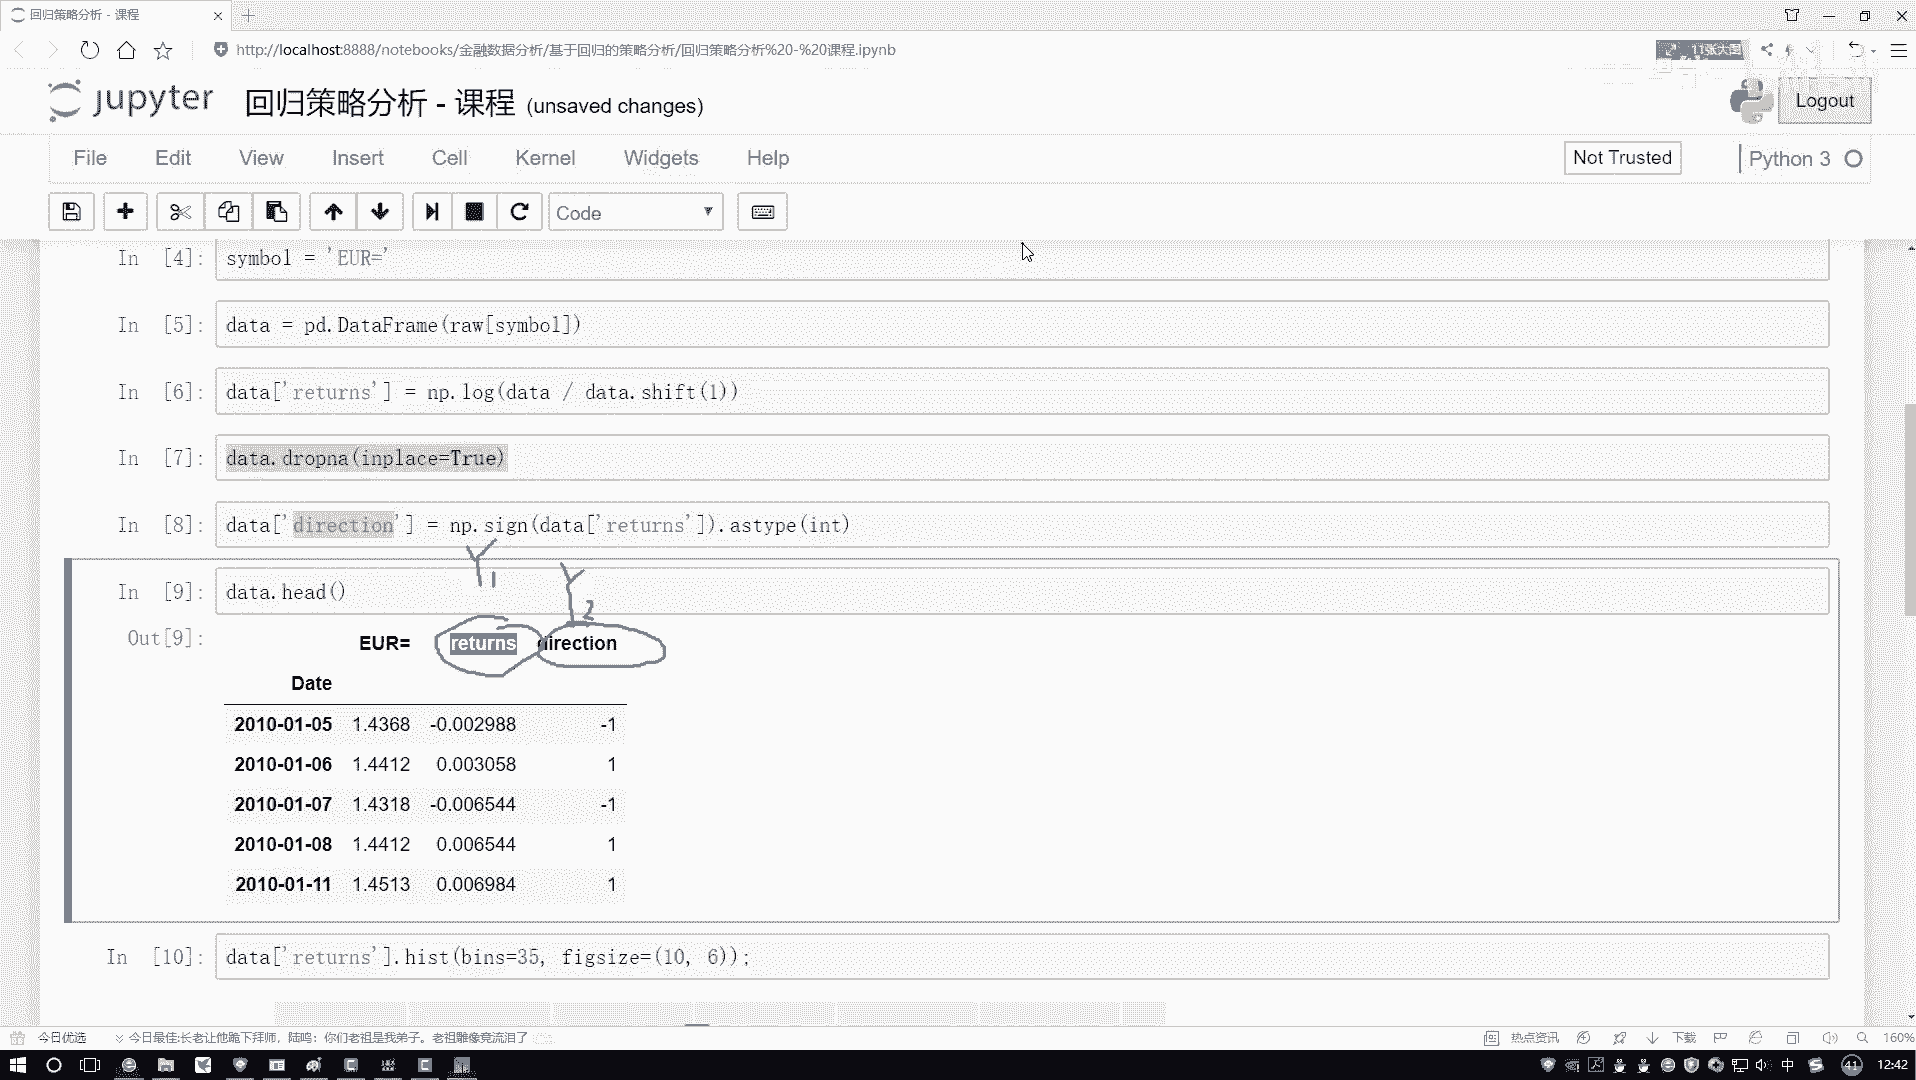 回归策略分析 - 课程
http://localhost:8888/notebooks/金融数据分析/基于回归的策略分析/回归策略分析%20-%20课程.ipynb
11张大图
jupyter 回归策略分析 - 课程 (unsaved changes)
Logout
File Edit View Insert Cell Kernel Widgets Help
Not Trusted
Python 3
Code
In [4]: symbol = 'EUR='
In [5]: data = pd.DataFrame(raw[symbol])
In [6]: data['returns'] = np.log(data / data.shift(1))
In [7]: data.dropna(inplace=True)
In [8]: data['direction'] = np.sign(data['returns']).astype(int)
Y1 Y2
In [9]: data.head()
Out[9]:
EUR= returns direction
Date
2010-01-05 1.4368 -0.002988 -1
2010-01-06 1.4412 0.003058 1
2010-01-07 1.4318 -0.006544 -1
2010-01-08 1.4412 0.006544 1
2010-01-11 1.4513 0.006984 1
In [10]: data['returns'].hist(bins=35, figsize=(10, 6));
今日优选 今日最佳:长老让他跪下拜师，陆鸣：你们老祖是我弟子。老祖雕像竟流泪了
热点资讯 下载 160%
中 41 12:42